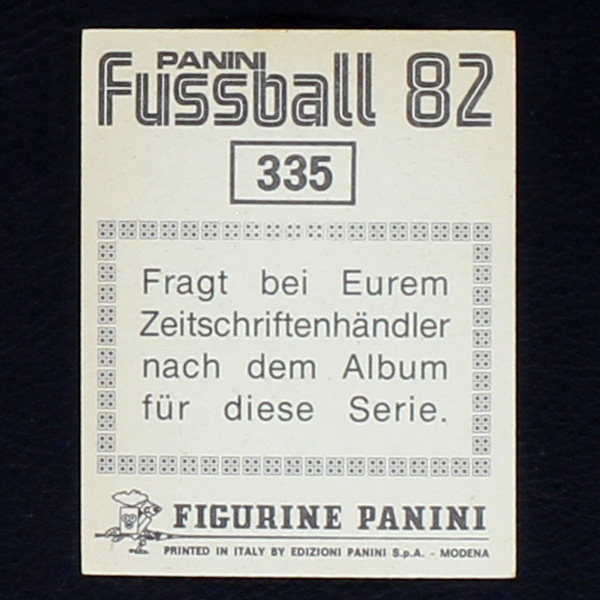 PANINI
Fussball 82
335
Fragt bei Eurem
Zeitschriftenhändler
nach dem Album
für diese Serie.
FIGURINE PANINI
PRINTED IN ITALY BY EDIZIONI PANINI S.p.A. - MODENA